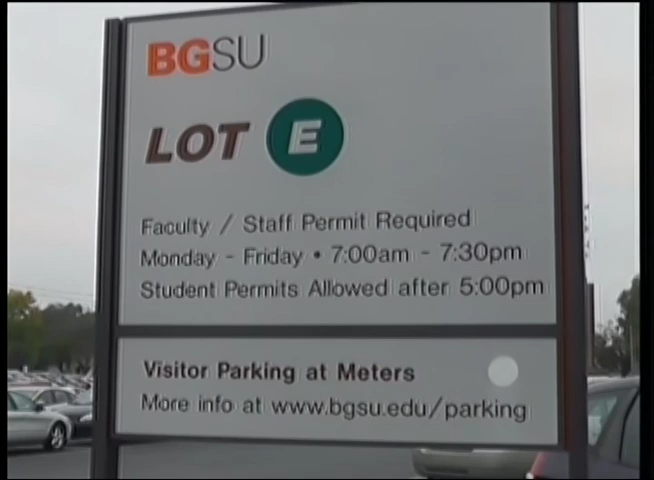 BGSU
LOT E
Faculty / Staff Permit Required
Monday - Friday • 7:00am - 7:30pm
Student Permits Allowed after 5:00pm
Visitor Parking at Meters
More info at www.bgsu.edu/parking